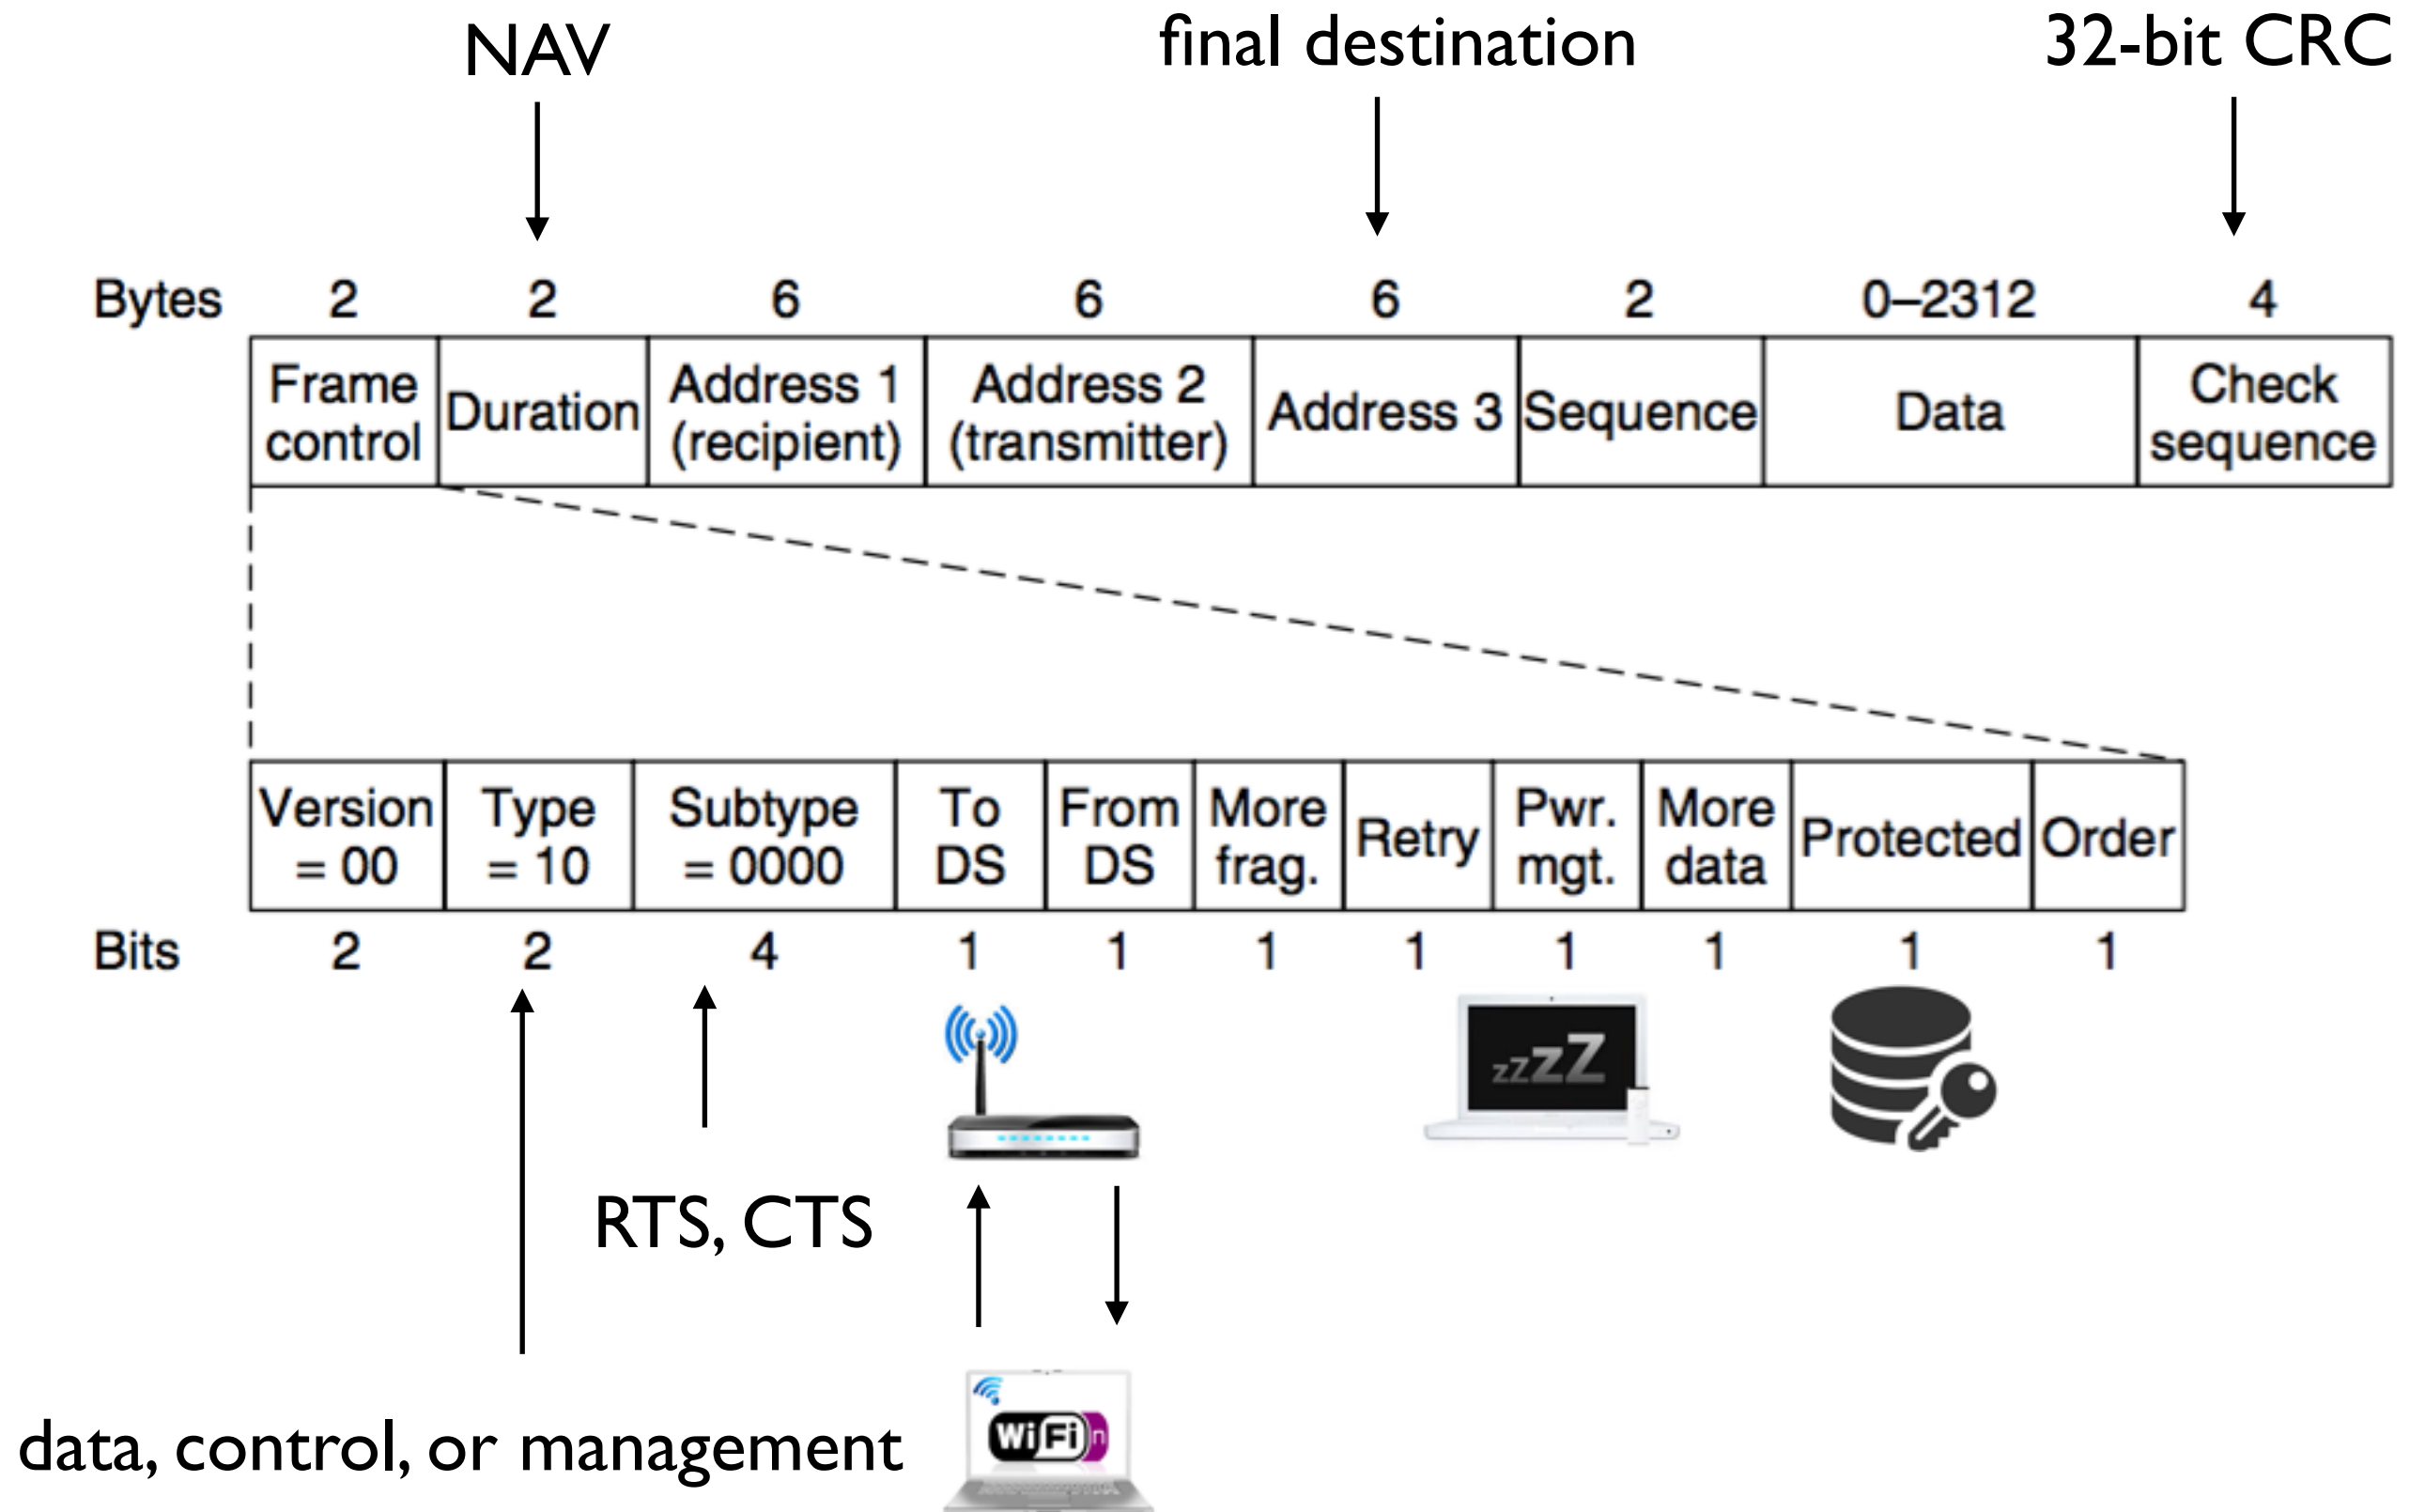 NAV final destination 32-bit CRC
Bytes 2 2 6 6 6 2 0–2312 4
Frame control
Duration
Address 1 (recipient)
Address 2 (transmitter)
Address 3
Sequence
Data
Check sequence
Version = 00
Type = 10
Subtype = 0000
To DS
From DS
More frag.
Retry
Pwr. mgt.
More data
Protected
Order
Bits 2 2 4 1 1 1 1 1 1 1 1
zzzzZ
RTS, CTS
WiFi n
data, control, or management